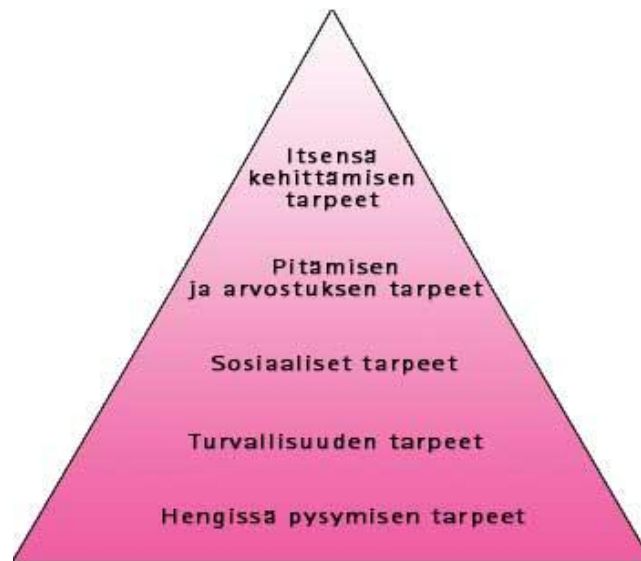 Itsensä
kehittämisen
tarpeet
Pitämisen
ja arvostuksen tarpeet
Sosiaaliset tarpeet
Turvallisuuden tarpeet
Hengissä pysymisen tarpeet